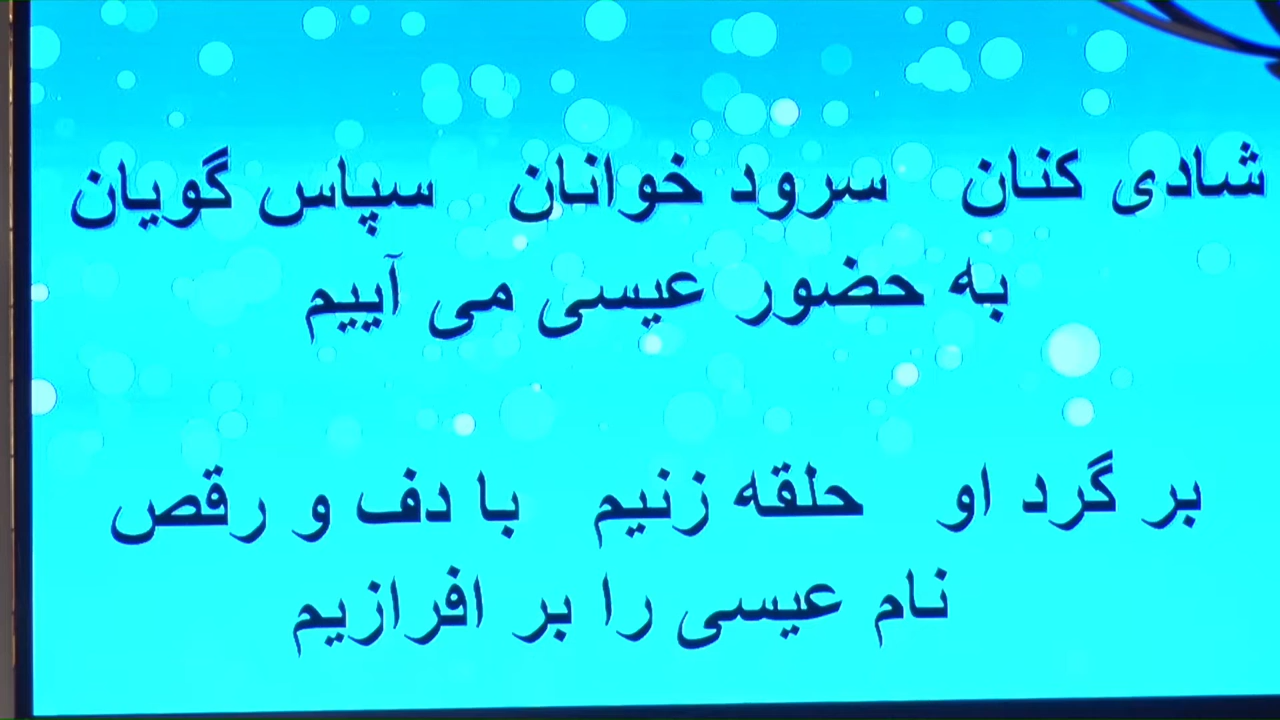 شادی کنان سرود خوانان سپاس گویان
به حضور عیسی می آییم
بر گرد او حلقه زنیم با دف و رقص
نام عیسی را بر افرازیم